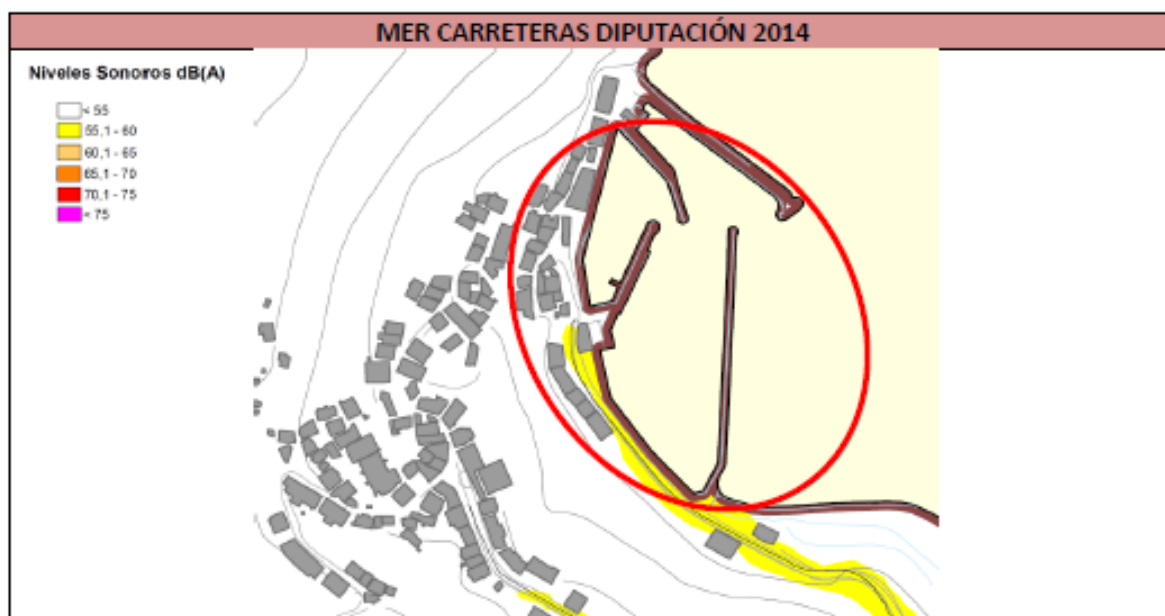 MER CARRETERAS DIPUTACIÓN 2014
Niveles Sonoros dB(A)
< 55
55,1 - 60
60,1 - 65
65,1 - 70
70,1 - 75
< 75